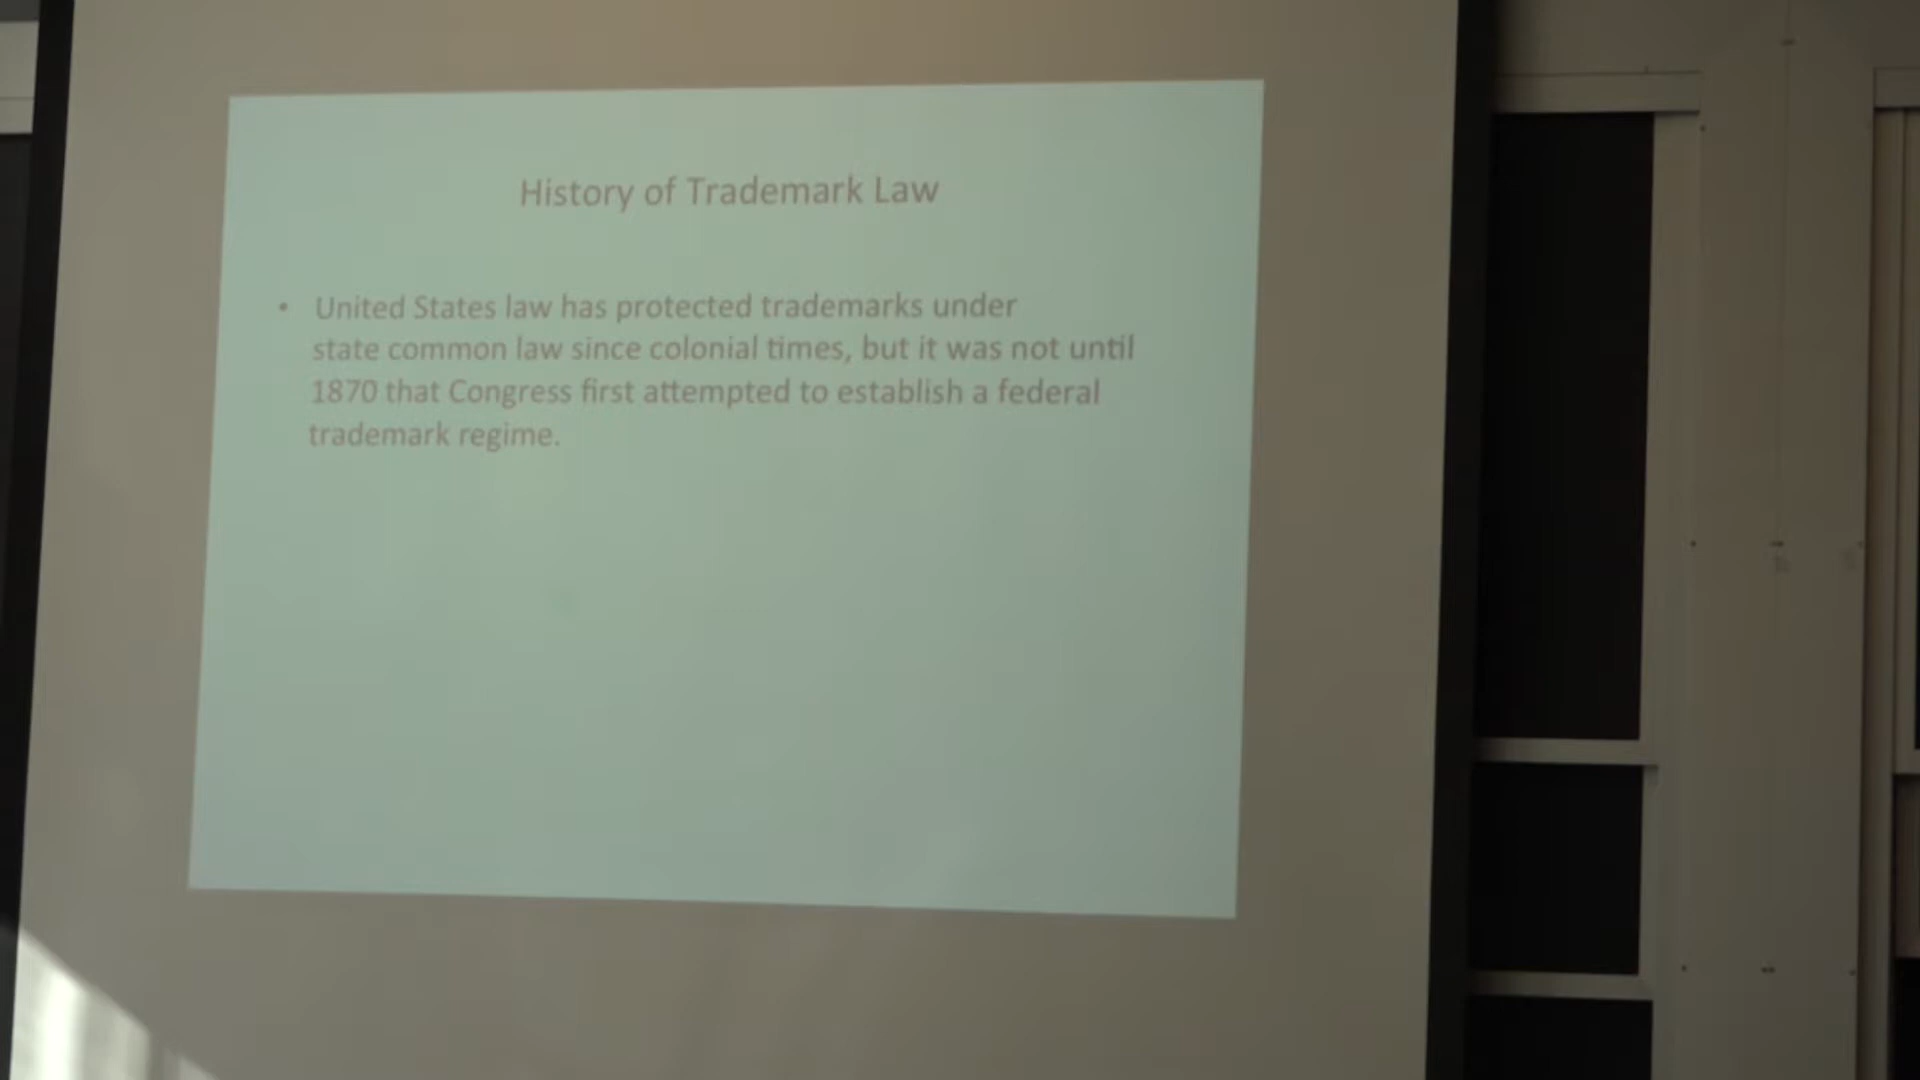 History of Trademark Law
• United States law has protected trademarks under
state common law since colonial times, but it was not until
1870 that Congress first attempted to establish a federal
trademark regime.